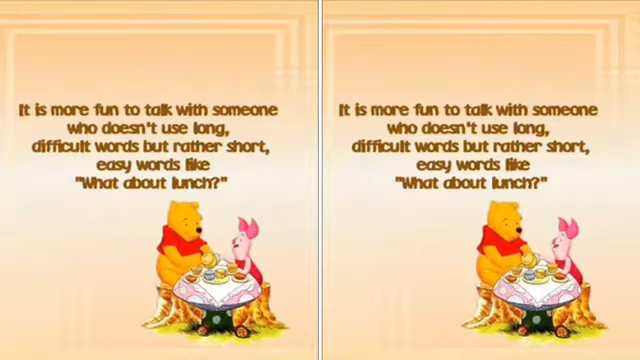 It is more fun to talk with someone
who doesn't use long,
difficult words but rather short,
easy words like
"What about lunch?"
It is more fun to talk with someone
who doesn't use long,
difficult words but rather short,
easy words like
"What about lunch?"